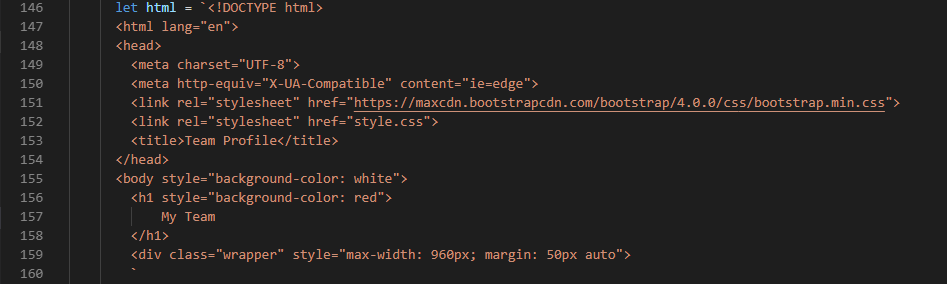 146 let html = `<!DOCTYPE html>
147 <html lang="en">
148 <head>
149 <meta charset="UTF-8">
150 <meta http-equiv="X-UA-Compatible" content="ie=edge">
151 <link rel="stylesheet" href="https://maxcdn.bootstrapcdn.com/bootstrap/4.0.0/css/bootstrap.min.css">
152 <link rel="stylesheet" href="style.css">
153 <title>Team Profile</title>
154 </head>
155 <body style="background-color: white">
156 <h1 style="background-color: red">
157 My Team
158 </h1>
159 <div class="wrapper" style="max-width: 960px; margin: 50px auto">
160 `